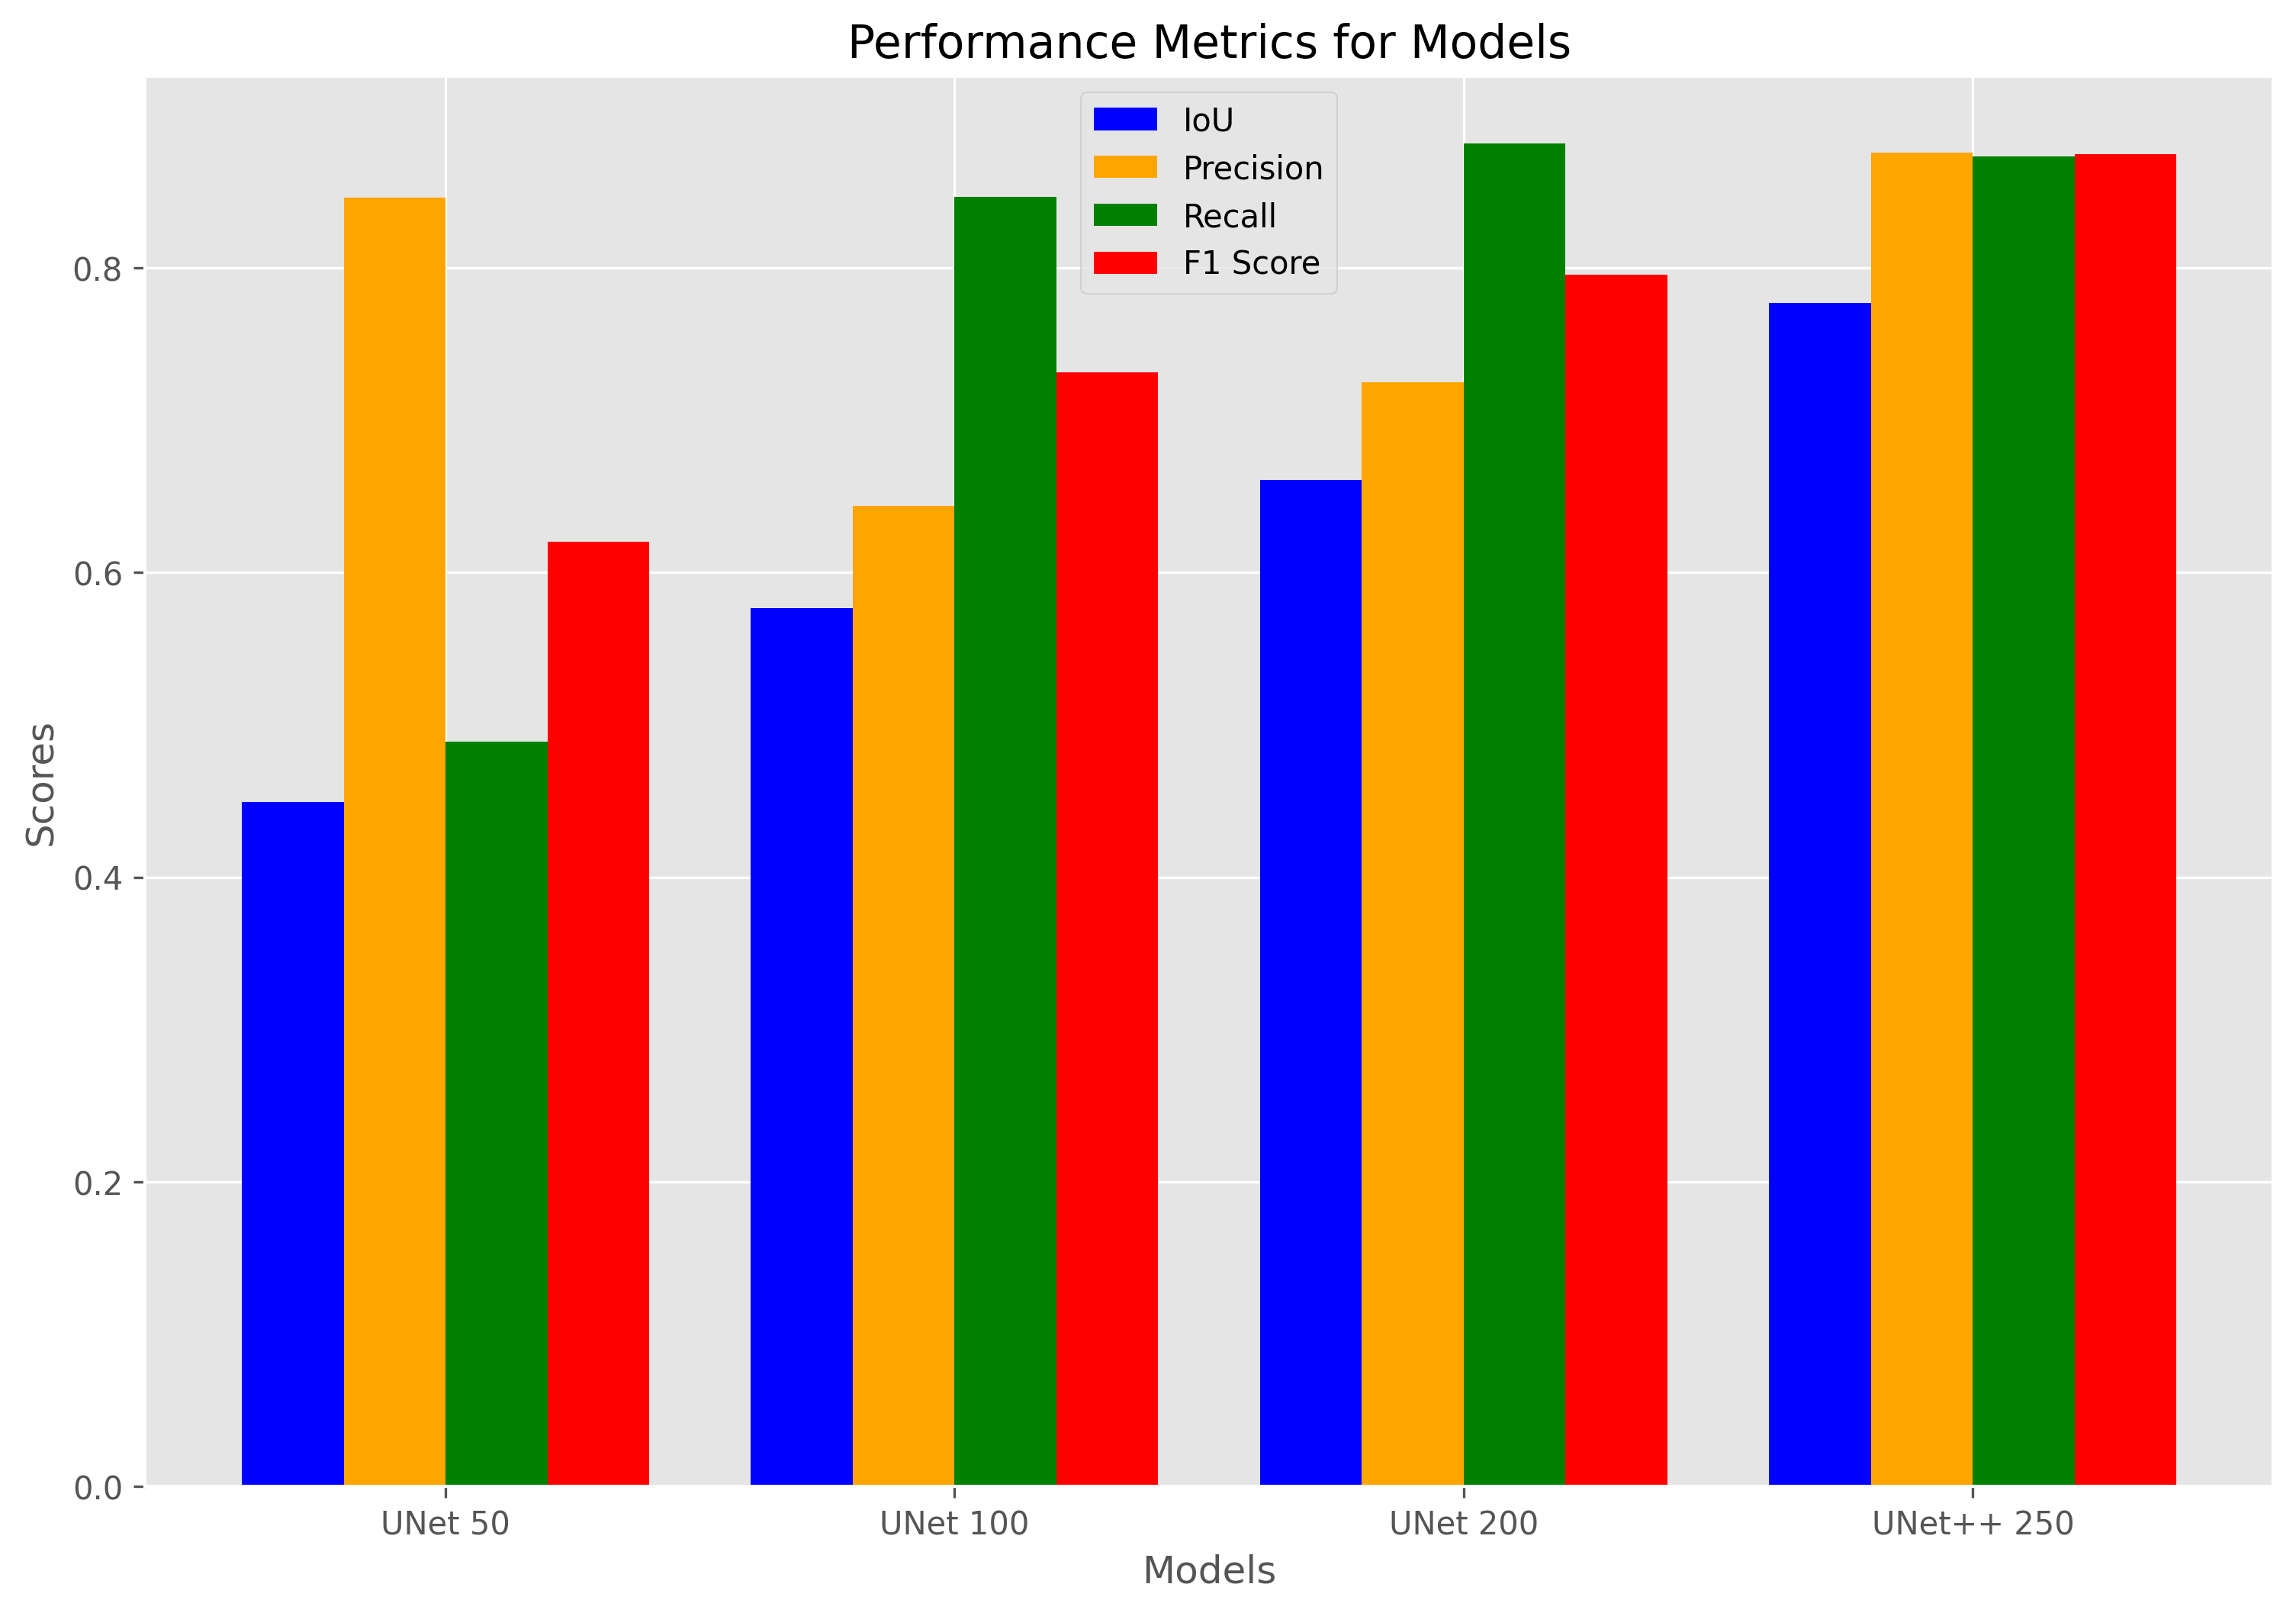 Performance Metrics for Models
IoU
Precision
Recall
F1 Score
Scores
0.8
0.6
0.4
0.2
0.0
UNet 50
UNet 100
UNet 200
UNet++ 250
Models